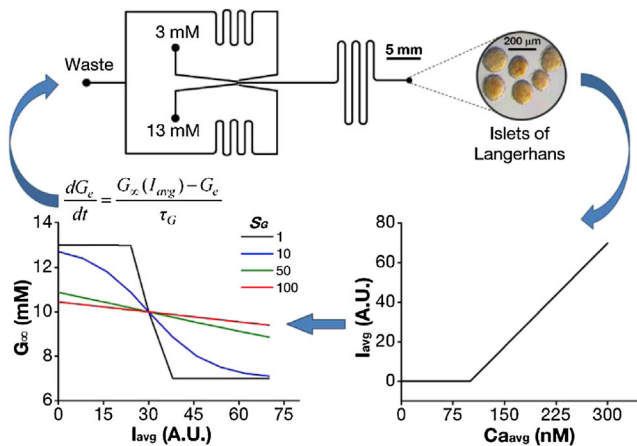 3 mM
Waste
13 mM
5 mm
200 μm
Islets of
Langerhans
dG_e/dt = (G_∞(I_avg) − G_e)/τ_G
S_G
1
10
50
100
14
12
10
8
6
G_∞ (mM)
0 15 30 45 60 75
I_avg (A.U.)
80
60
40
20
0
I_avg (A.U.)
0 75 150 225 300
Ca_avg (nM)